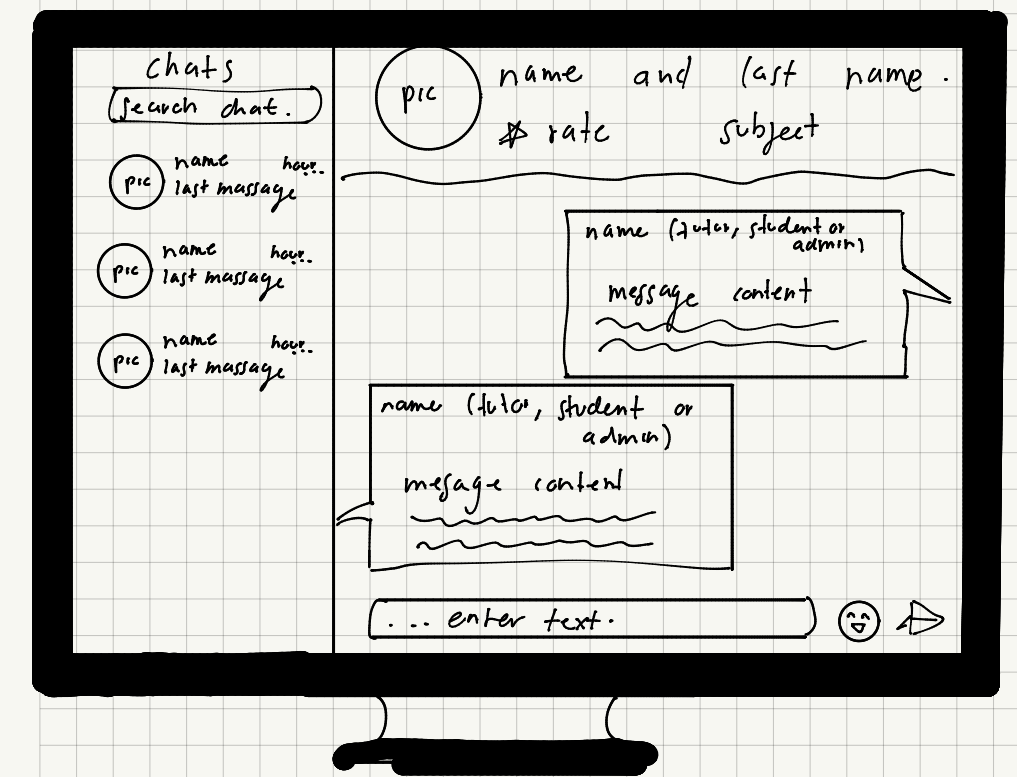 chats
search chat.
pic
name hour...
last massage
pic
name hour...
last massage
pic
name hour...
last massage
pic
name and last name.
rate subject
name (tutor, student or
admin)
message content
name (tutor, student or
admin)
mesage content
... enter text.